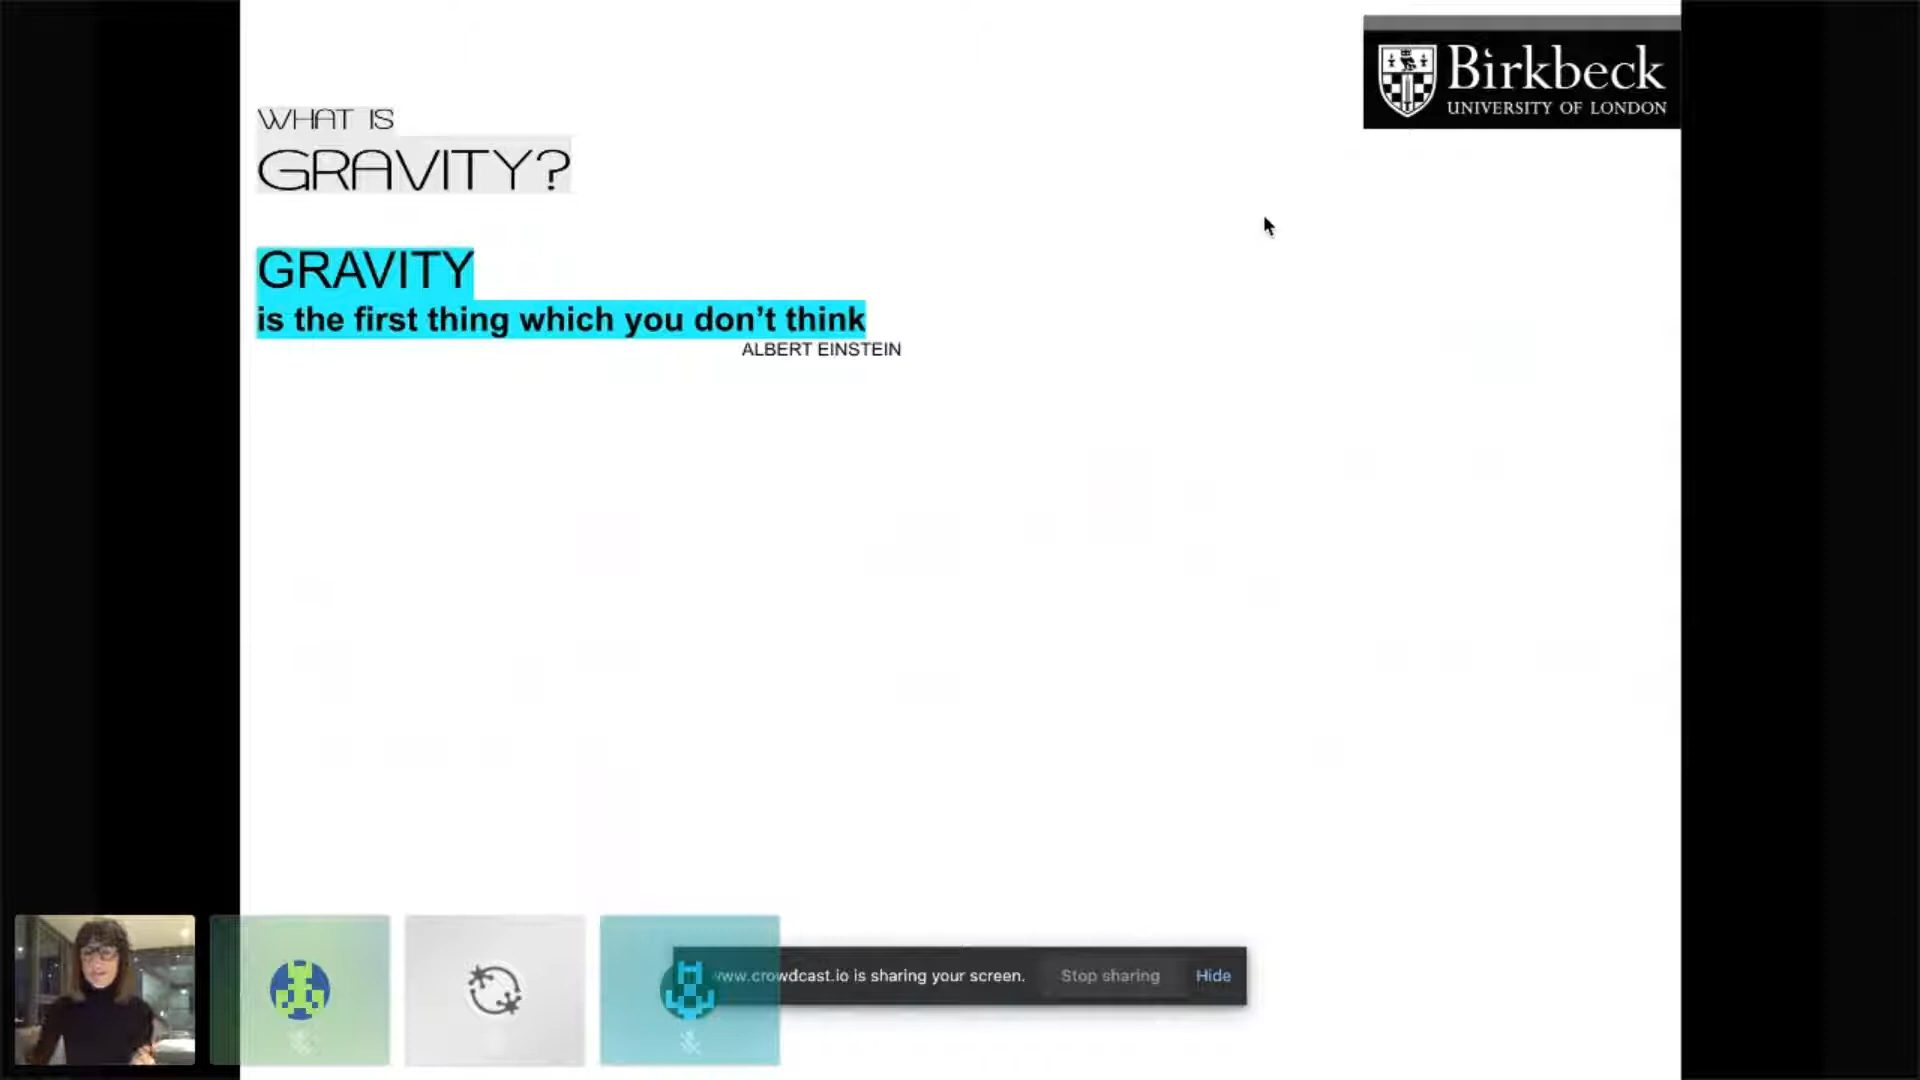 Birkbeck
UNIVERSITY OF LONDON
WHAT IS
GRAVITY?
GRAVITY
is the first thing which you don’t think
ALBERT EINSTEIN
www.crowdcast.io is sharing your screen.
Stop sharing
Hide